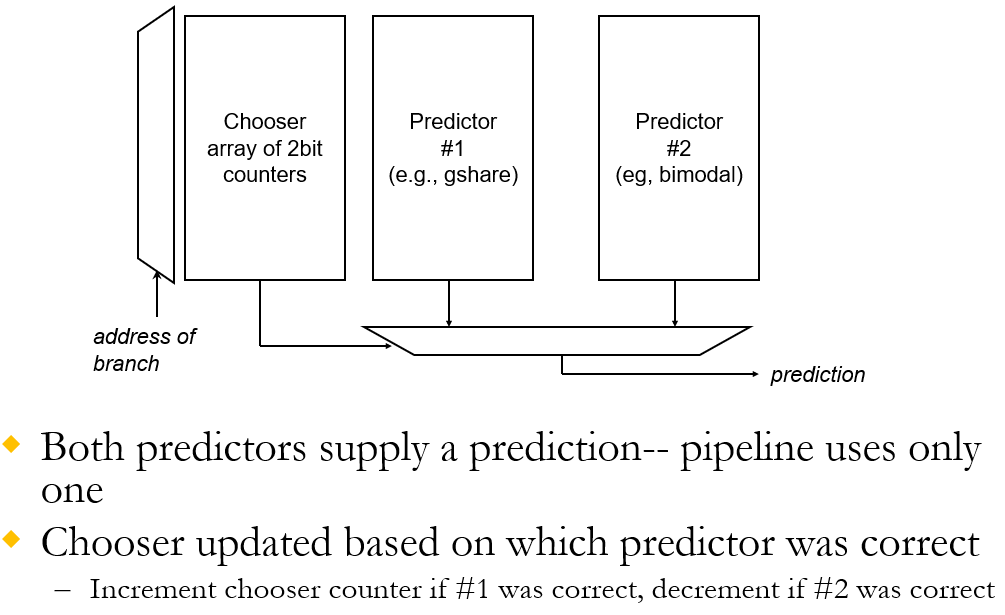 Chooser
array of 2bit
counters
Predictor
#1
(e.g., gshare)
Predictor
#2
(eg, bimodal)
address of
branch
prediction
Both predictors supply a prediction-- pipeline uses only
one
Chooser updated based on which predictor was correct
– Increment chooser counter if #1 was correct, decrement if #2 was correct